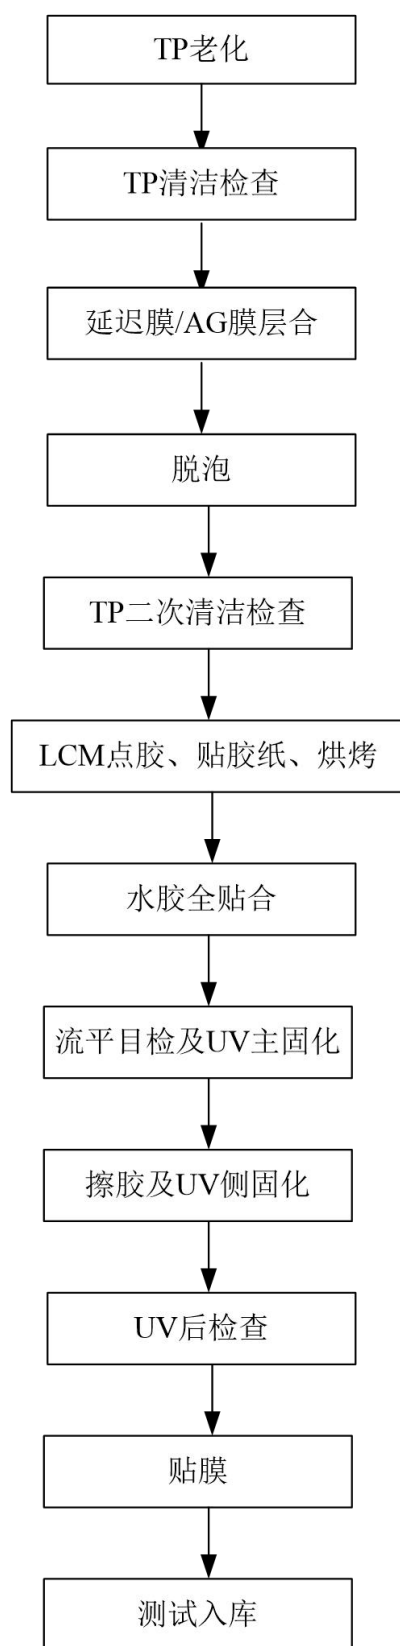 TP老化
TP清洁检查
延迟膜/AG膜层合
脱泡
TP二次清洁检查
LCM点胶、贴胶纸、烘烤
水胶全贴合
流平目检及UV主固化
擦胶及UV侧固化
UV后检查
贴膜
测试入库